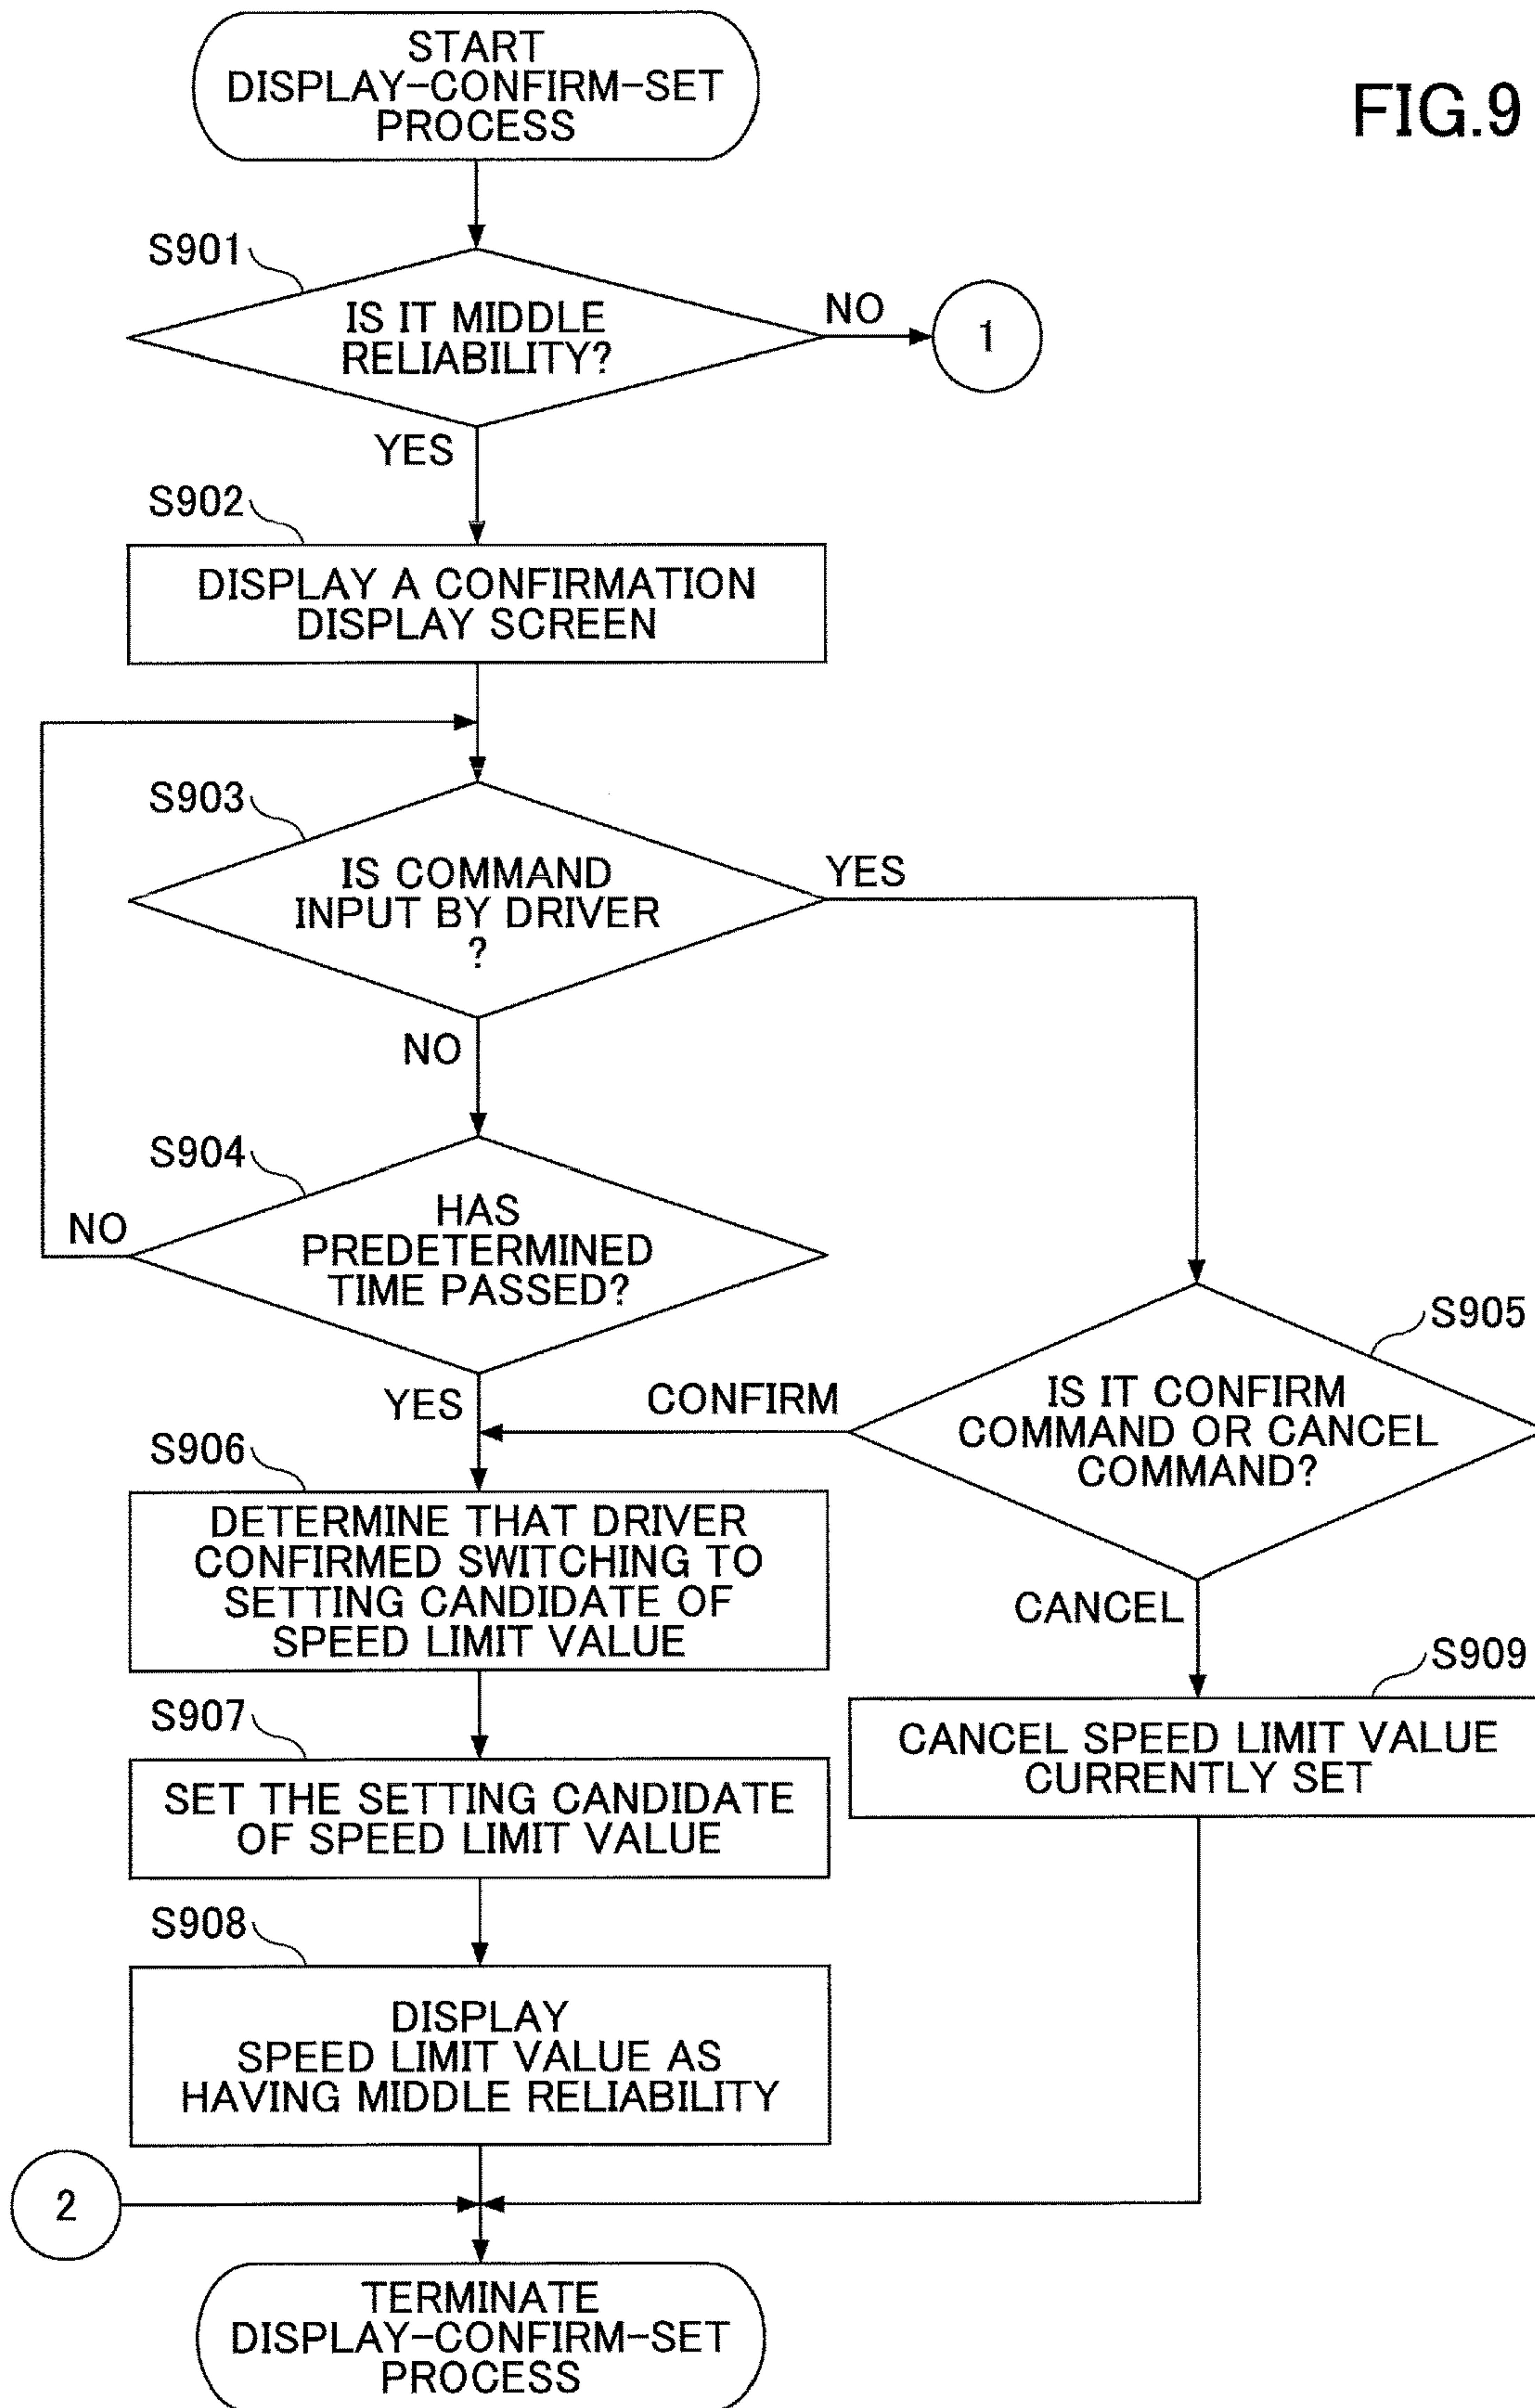 START
DISPLAY-CONFIRM-SET
PROCESS
FIG.9
S901
IS IT MIDDLE
RELIABILITY?
NO
1
YES
S902
DISPLAY A CONFIRMATION
DISPLAY SCREEN
S903
IS COMMAND
INPUT BY DRIVER
?
YES
NO
S904
HAS
PREDETERMINED
TIME PASSED?
NO
YES
S905
IS IT CONFIRM
COMMAND OR CANCEL
COMMAND?
CONFIRM
CANCEL
S906
DETERMINE THAT DRIVER
CONFIRMED SWITCHING TO
SETTING CANDIDATE OF
SPEED LIMIT VALUE
S909
CANCEL SPEED LIMIT VALUE
CURRENTLY SET
S907
SET THE SETTING CANDIDATE
OF SPEED LIMIT VALUE
S908
DISPLAY
SPEED LIMIT VALUE AS
HAVING MIDDLE RELIABILITY
2
TERMINATE
DISPLAY-CONFIRM-SET
PROCESS